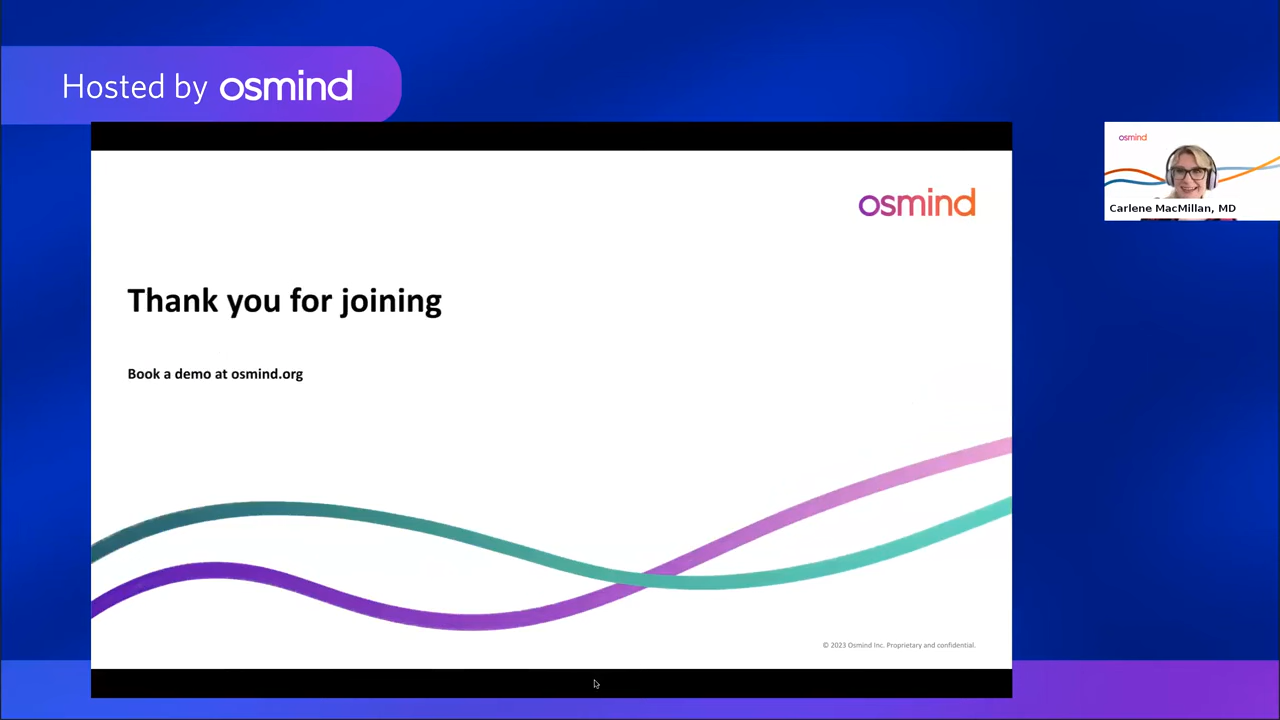 Hosted by osmind
osmind
Thank you for joining
Book a demo at osmind.org
© 2023 Osmind Inc. Proprietary and confidential.
osmind
Carlene MacMillan, MD